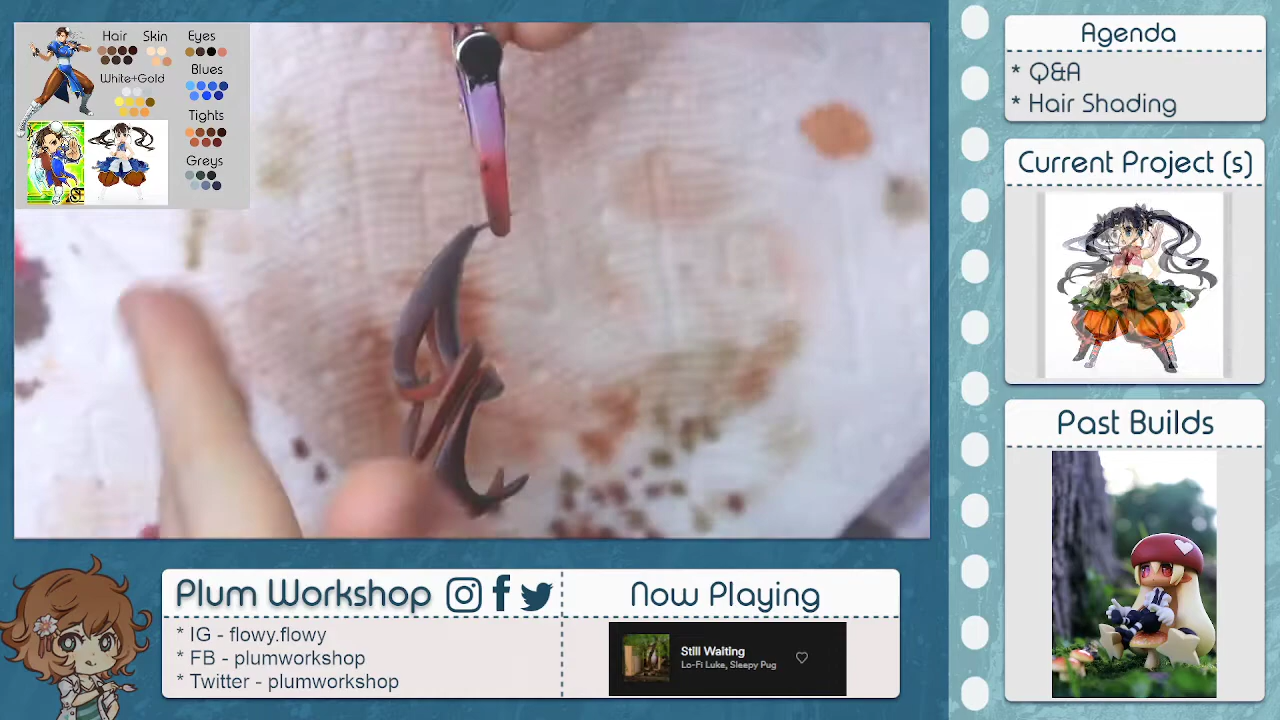 Hair Skin Eyes
White+Gold
Blues
Tights
Greys
Agenda
* Q&A
* Hair Shading
Current Project (s)
Past Builds
Plum Workshop
* IG - flowy.flowy
* FB - plumworkshop
* Twitter - plumworkshop
Now Playing
Still Waiting
Lo-Fi Luke, Sleepy Pug